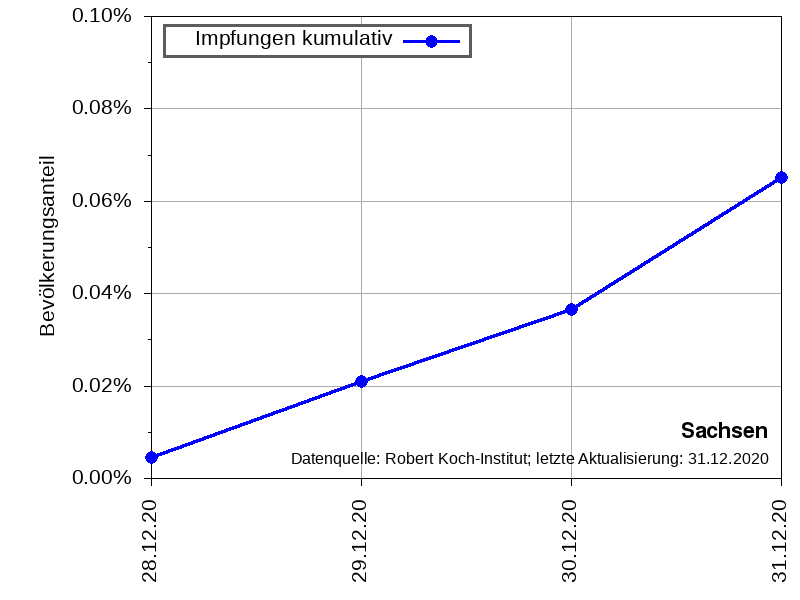 0.10%
Impfungen kumulativ
0.08%
0.06%
0.04%
0.02%
0.00%
Bevölkerungsanteil
Sachsen
Datenquelle: Robert Koch-Institut; letzte Aktualisierung: 31.12.2020
28.12.20
29.12.20
30.12.20
31.12.20